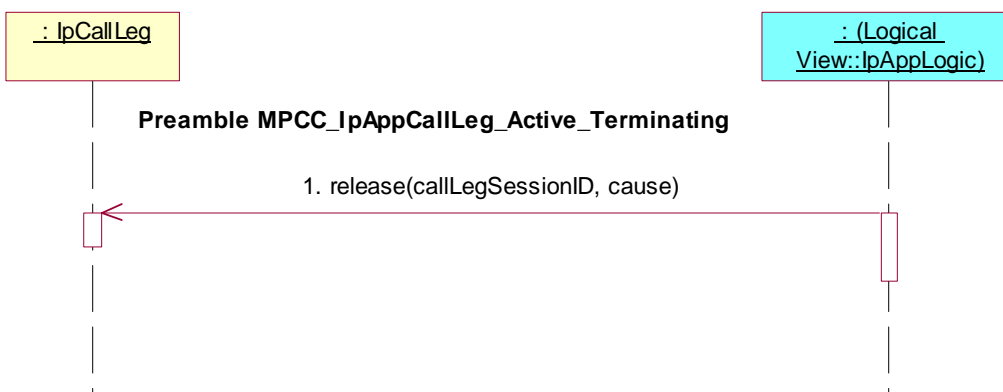 : IpCallLeg
: (Logical
View::IpAppLogic)
Preamble MPCC_IpAppCallLeg_Active_Terminating
1. release(callLegSessionID, cause)